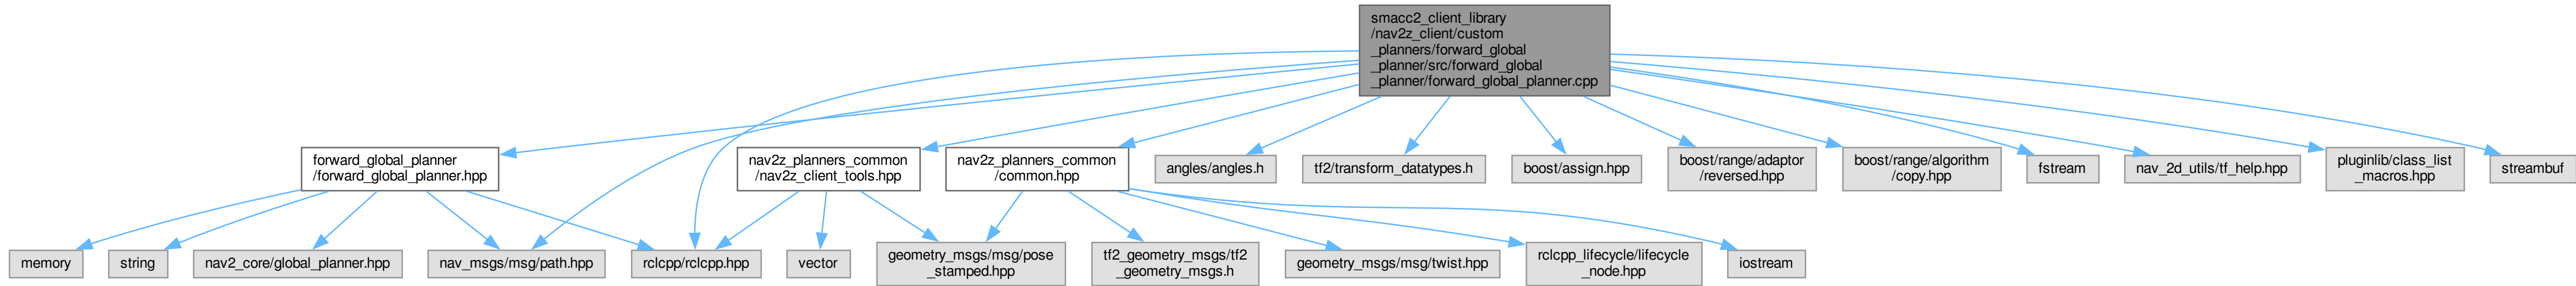 smacc2_client_library
/nav2z_client/custom
_planners/forward_global
_planner/src/forward_global
_planner/forward_global_planner.cpp
forward_global_planner
/forward_global_planner.hpp
nav2z_planners_common
/nav2z_client_tools.hpp
nav2z_planners_common
/common.hpp
angles/angles.h
tf2/transform_datatypes.h
boost/assign.hpp
boost/range/adaptor
/reversed.hpp
boost/range/algorithm
/copy.hpp
fstream
nav_2d_utils/tf_help.hpp
pluginlib/class_list
_macros.hpp
streambuf
memory
string
nav2_core/global_planner.hpp
nav_msgs/msg/path.hpp
rclcpp/rclcpp.hpp
vector
geometry_msgs/msg/pose
_stamped.hpp
tf2_geometry_msgs/tf2
_geometry_msgs.h
geometry_msgs/msg/twist.hpp
rclcpp_lifecycle/lifecycle
_node.hpp
iostream